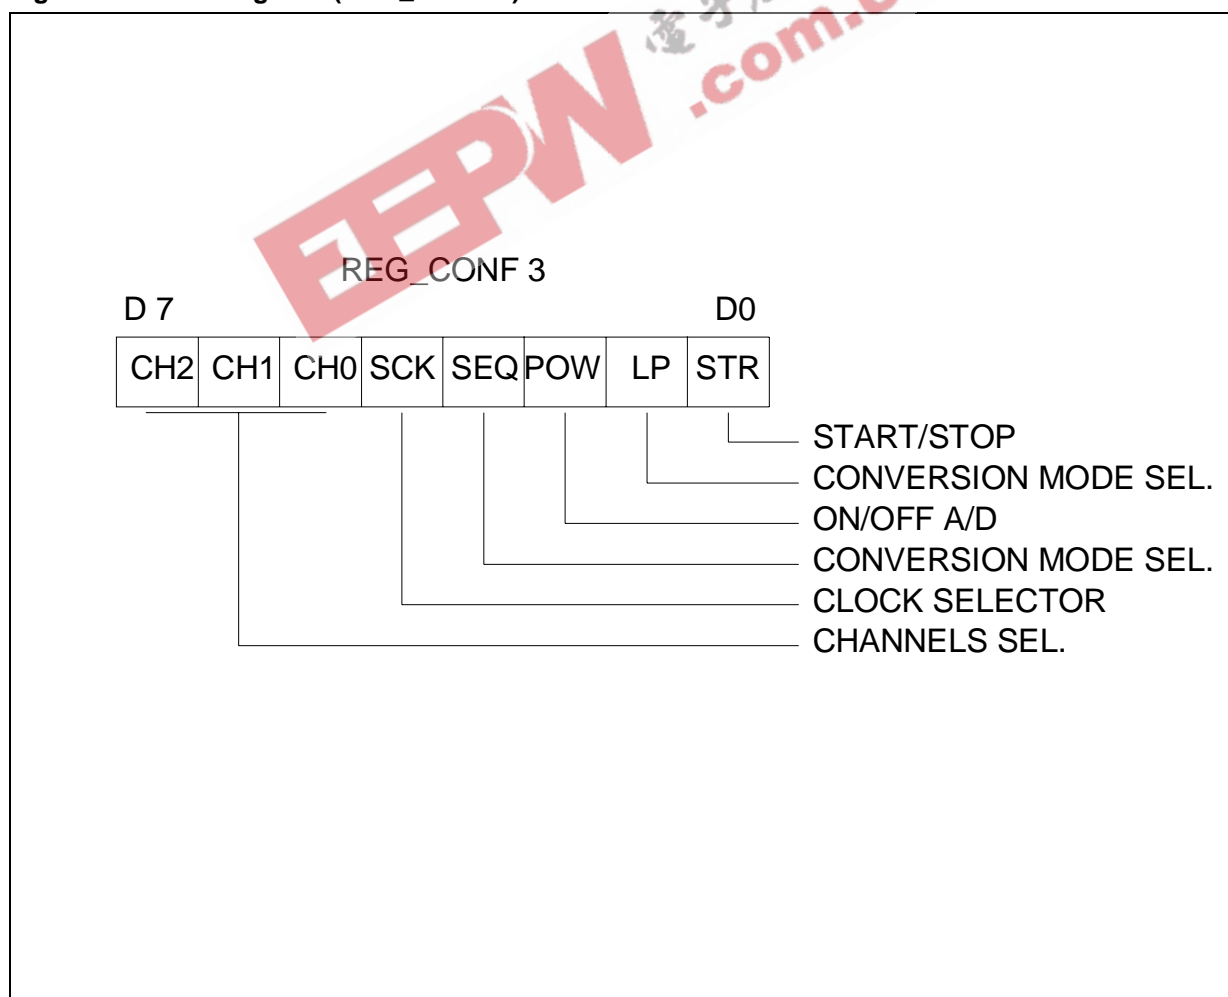 EEPW
.com.c
REG_CONF 3
D 7 D0
CH2 CH1 CH0 SCK SEQ POW LP STR
START/STOP
CONVERSION MODE SEL.
ON/OFF A/D
CONVERSION MODE SEL.
CLOCK SELECTOR
CHANNELS SEL.